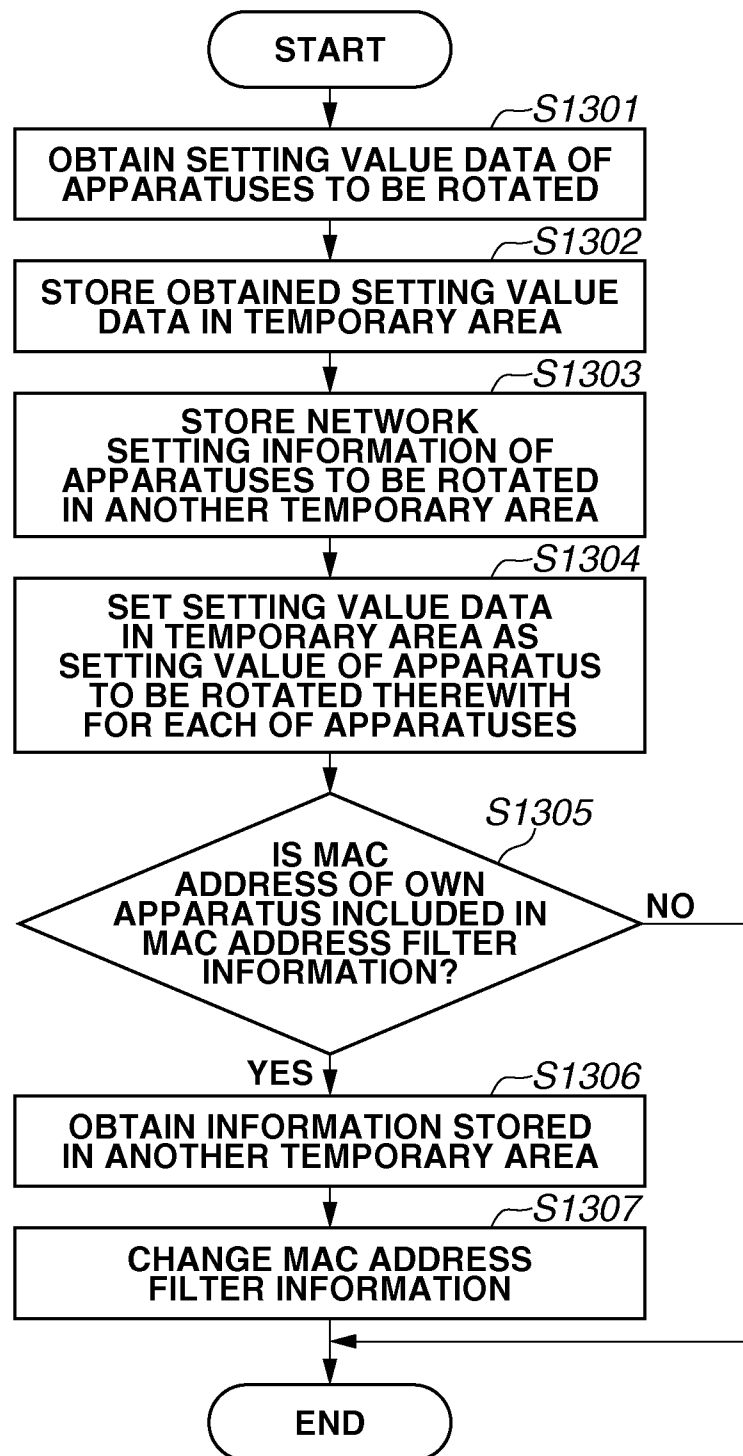 START
S1301
OBTAIN SETTING VALUE DATA OF
APPARATUSES TO BE ROTATED
S1302
STORE OBTAINED SETTING VALUE
DATA IN TEMPORARY AREA
S1303
STORE NETWORK
SETTING INFORMATION OF
APPARATUSES TO BE ROTATED
IN ANOTHER TEMPORARY AREA
S1304
SET SETTING VALUE DATA
IN TEMPORARY AREA AS
SETTING VALUE OF APPARATUS
TO BE ROTATED THEREWITH
FOR EACH OF APPARATUSES
S1305
IS MAC
ADDRESS OF OWN
APPARATUS INCLUDED IN
MAC ADDRESS FILTER
INFORMATION?
NO
YES
S1306
OBTAIN INFORMATION STORED
IN ANOTHER TEMPORARY AREA
S1307
CHANGE MAC ADDRESS
FILTER INFORMATION
END